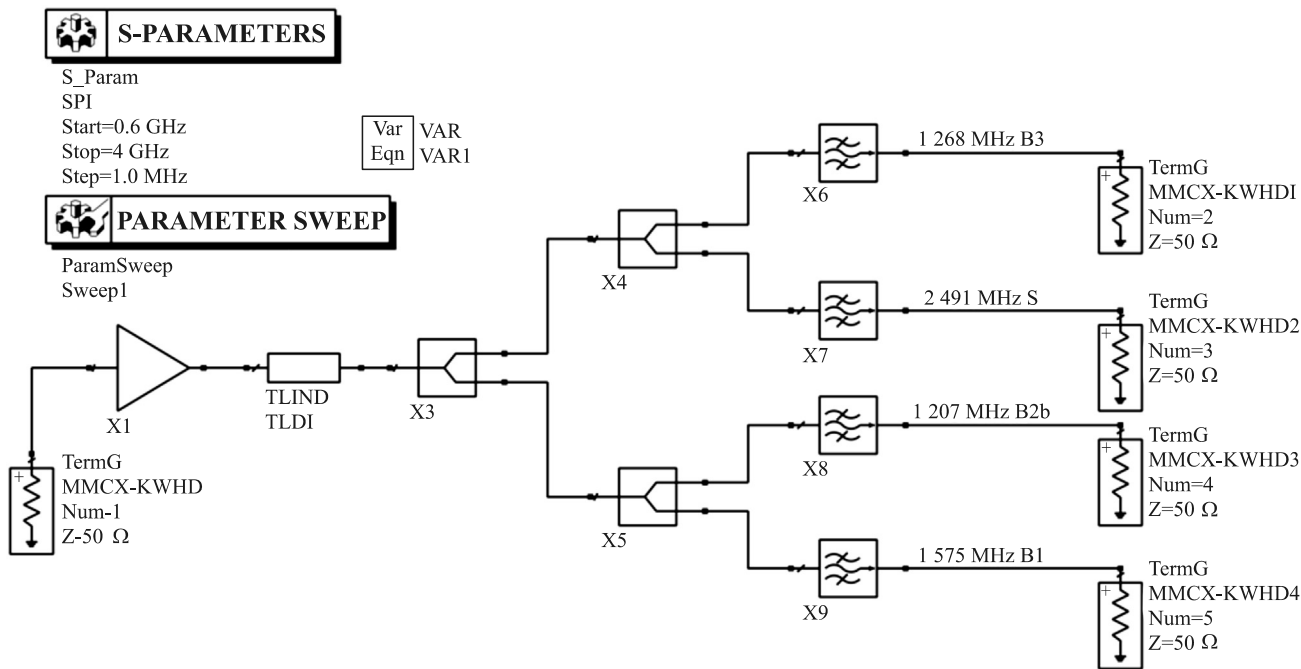 S-PARAMETERS
S_Param
SPI
Start=0.6 GHz
Stop=4 GHz
Step=1.0 MHz
Var
Eqn
VAR
VAR1
PARAMETER SWEEP
ParamSweep
Sweep1
X1
TermG
MMCX-KWHD
Num-1
Z-50 Ω
TLIND
TLDI
X3
X4
X5
X6
1 268 MHz B3
TermG
MMCX-KWHDI
Num=2
Z=50 Ω
X7
2 491 MHz S
TermG
MMCX-KWHD2
Num=3
Z=50 Ω
X8
1 207 MHz B2b
TermG
MMCX-KWHD3
Num=4
Z=50 Ω
X9
1 575 MHz B1
TermG
MMCX-KWHD4
Num=5
Z=50 Ω